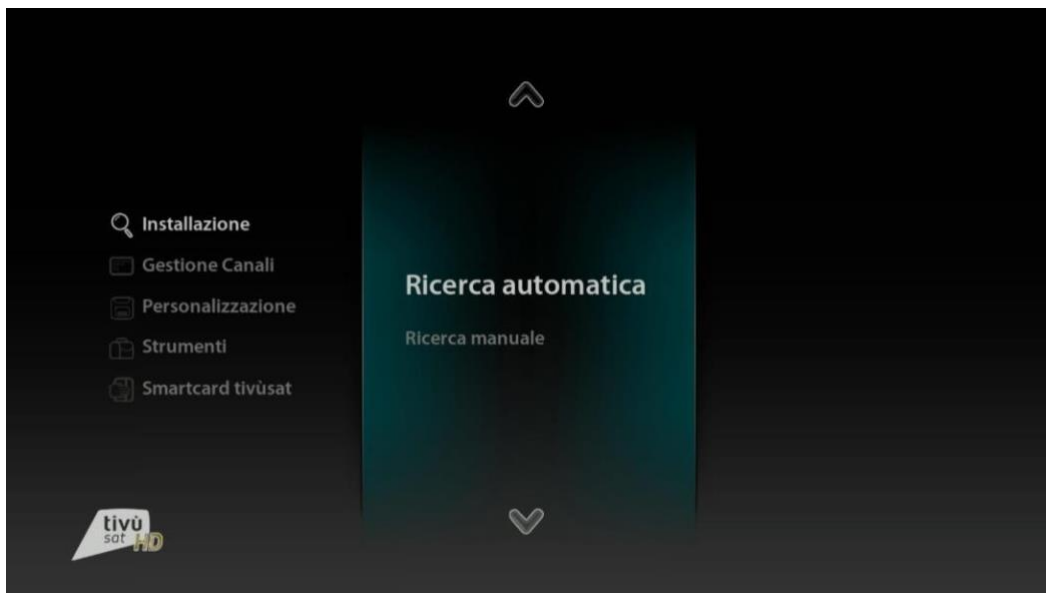 Installazione
Gestione Canali
Personalizzazione
Strumenti
Smartcard tivùsat
Ricerca automatica
Ricerca manuale
tivù
sat HD